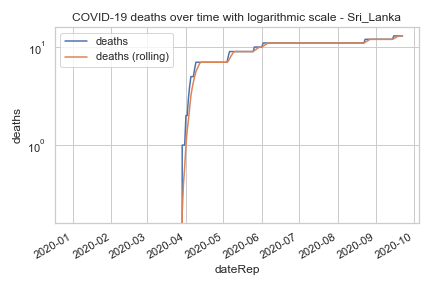 COVID-19 deaths over time with logarithmic scale - Sri_Lanka
deaths
deaths (rolling)
10¹
10⁰
deaths
2020-01
2020-02
2020-03
2020-04
2020-05
2020-06
2020-07
2020-08
2020-09
2020-10
dateRep